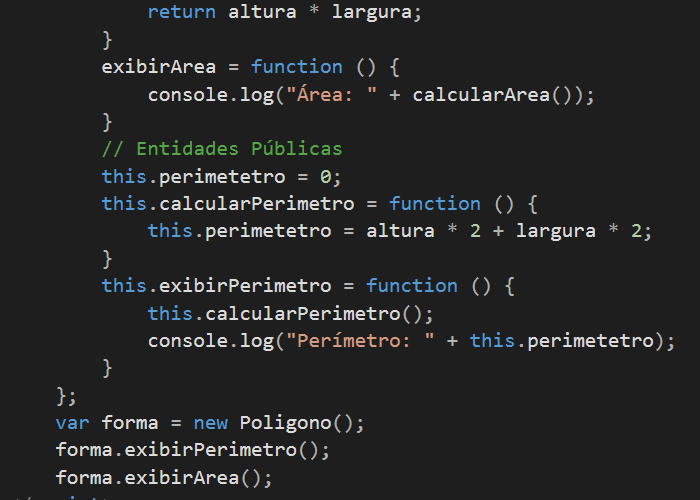 return altura * largura;
}
exibirArea = function () {
console.log("Área: " + calcularArea());
}
// Entidades Públicas
this.perimetetro = 0;
this.calcularPerimetro = function () {
this.perimetetro = altura * 2 + largura * 2;
}
this.exibirPerimetro = function () {
this.calcularPerimetro();
console.log("Perímetro: " + this.perimetetro);
}
};
var forma = new Poligono();
forma.exibirPerimetro();
forma.exibirArea();